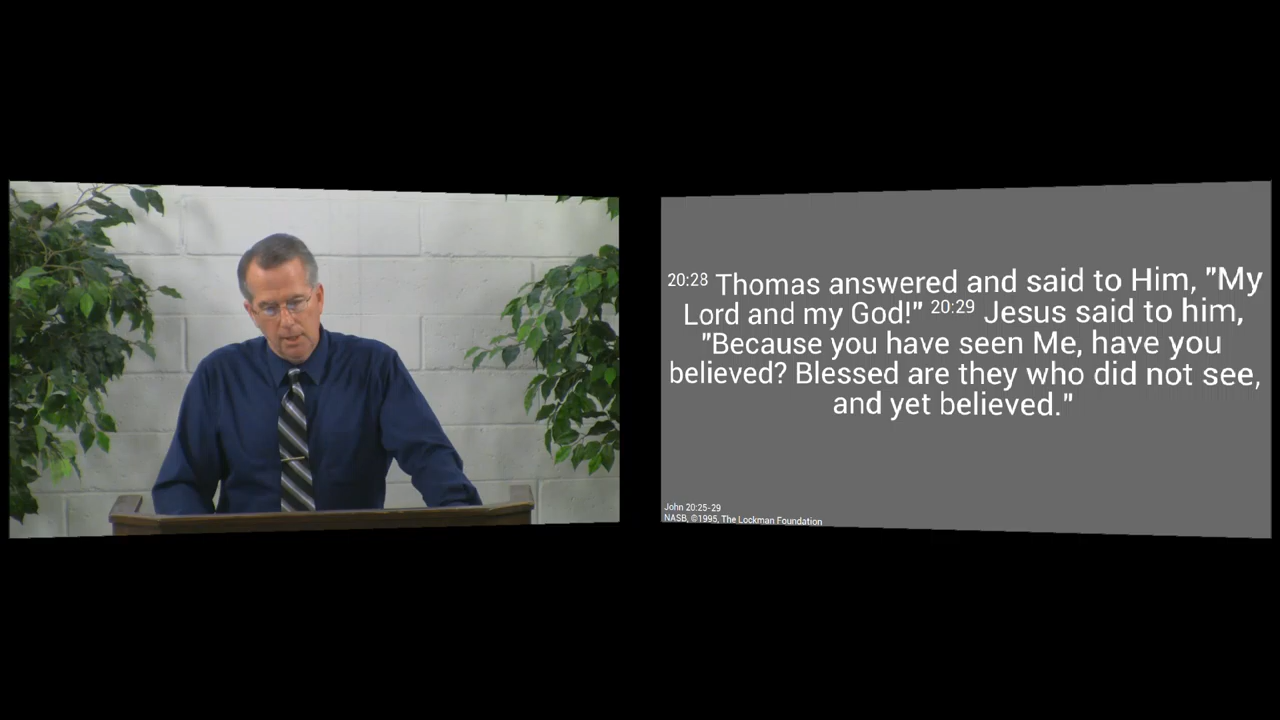 20:28 Thomas answered and said to Him, "My
Lord and my God!" 20:29 Jesus said to him,
"Because you have seen Me, have you
believed? Blessed are they who did not see,
and yet believed."
John 20:25-29
NASB, ©1995, The Lockman Foundation